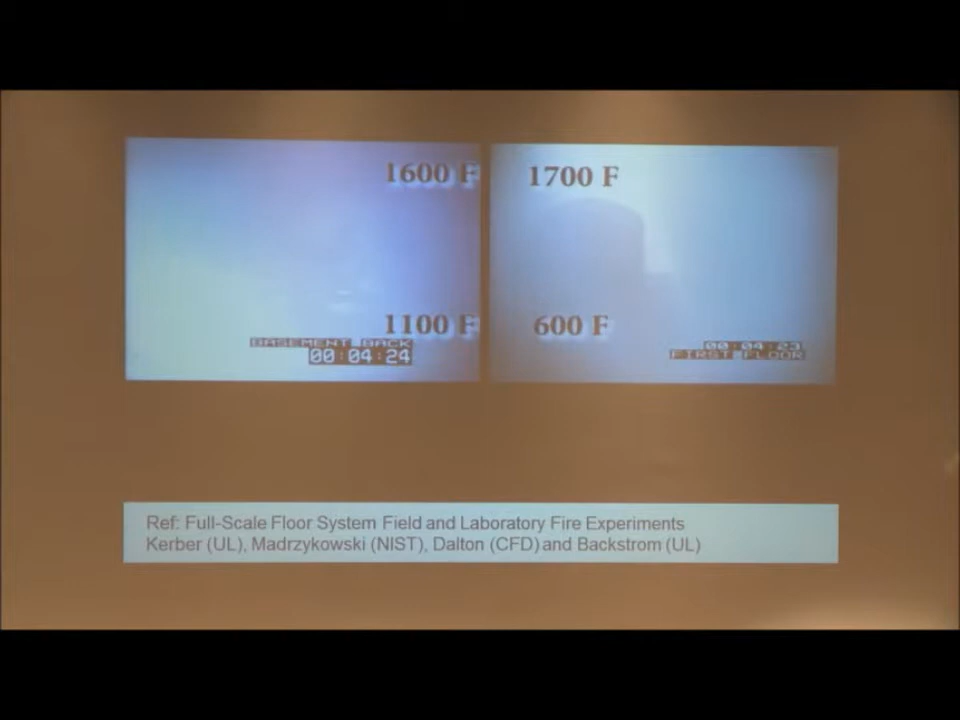 1600 F
1100 F
BASEMENT BACK
00:04:24
1700 F
600 F
00:04:23
FIRST FLOOR
Ref: Full-Scale Floor System Field and Laboratory Fire Experiments
Kerber (UL), Madrzykowski (NIST), Dalton (CFD) and Backstrom (UL)